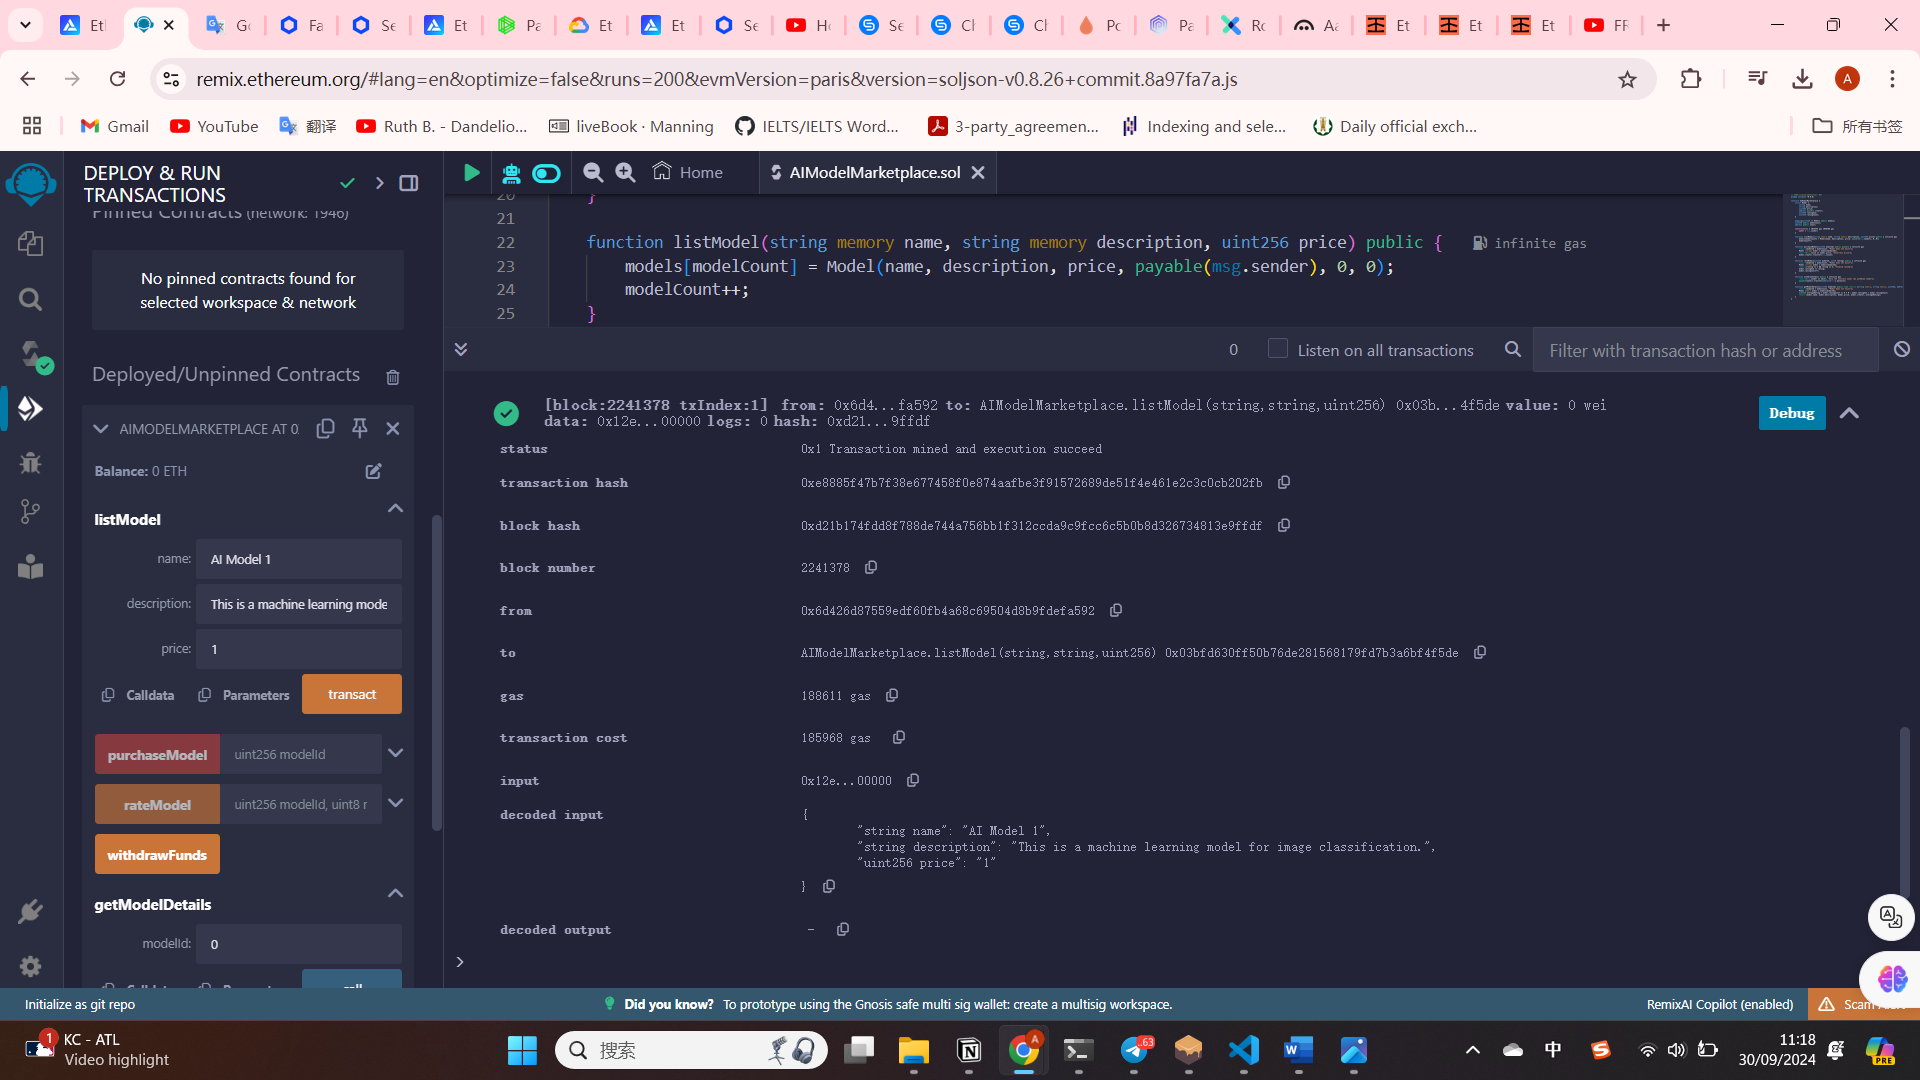 Et
Go
Fa
Se
Et
Pa
Et
Et
Se
Ho
Se
Ch
Ch
Po
Pa
Ro
Aa
Et
Et
Et
FR
remix.ethereum.org/#lang=en&optimize=false&runs=200&evmVersion=paris&version=soljson-v0.8.26+commit.8a97fa7a.js
A
Gmail
YouTube
翻译
Ruth B. - Dandelio...
liveBook · Manning
IELTS/IELTS Word...
3-party_agreemen...
Indexing and sele...
Daily official exch...
所有书签
DEPLOY & RUN
TRANSACTIONS
Pinned Contracts (network: 1946)
No pinned contracts found for
selected workspace & network
Deployed/Unpinned Contracts
AIMODELMARKETPLACE AT 0
Balance: 0 ETH
listModel
name: AI Model 1
description: This is a machine learning mode
price: 1
Calldata Parameters transact
purchaseModel uint256 modelId
rateModel uint256 modelId, uint8 r
withdrawFunds
getModelDetails
modelId: 0
Home
AIModelMarketplace.sol
20 }
21
22 function listModel(string memory name, string memory description, uint256 price) public { infinite gas
23 models[modelCount] = Model(name, description, price, payable(msg.sender), 0, 0);
24 modelCount++;
25 }
0 Listen on all transactions Filter with transaction hash or address
[block:2241378 txIndex:1] from: 0x6d4...fa592 to: AIModelMarketplace.listModel(string,string,uint256) 0x03b...4f5de value: 0 wei
data: 0x12e...00000 logs: 0 hash: 0xd21...9ffdf
Debug
status 0x1 Transaction mined and execution succeed
transaction hash 0xe8885f47b7f38e677458f0e874aafbe3f91572689de51f4e461e2c3c0cb202fb
block hash 0xd21b174fdd8f788de744a756bb1f312ccda9c9fcc6c5b0b8d326734813e9ffdf
block number 2241378
from 0x6d426d87559edf60fb4a68c69504d8b9fdefa592
to AIModelMarketplace.listModel(string,string,uint256) 0x03bfd630ff50b76de281568179fd7b3a6bf4f5de
gas 188611 gas
transaction cost 185968 gas
input 0x12e...00000
decoded input {
"string name": "AI Model 1",
"string description": "This is a machine learning model for image classification.",
"uint256 price": "1"
}
decoded output -
>
Initialize as git repo
Did you know? To prototype using the Gnosis safe multi sig wallet: create a multisig workspace.
RemixAI Copilot (enabled)
Scam
1
KC - ATL
Video highlight
搜索
A
63
中
11:18
30/09/2024
PRE